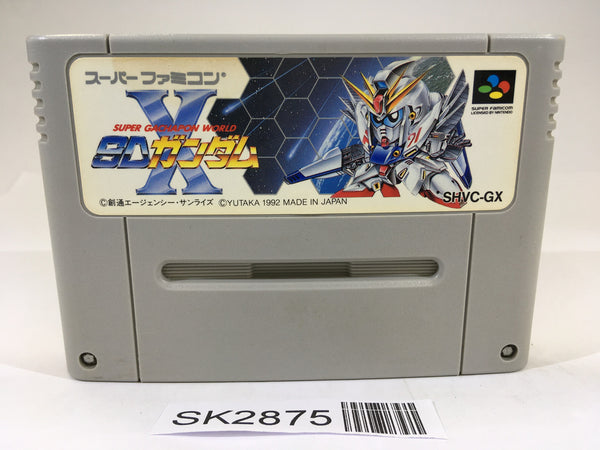 スーパーファミコン®
X
SUPER GACHAPON WORLD
SDガンダム
91
SUPER FAMICOM
LICENSED BY NINTENDO
©創通エージェンシー・サンライズ ©YUTAKA 1992 MADE IN JAPAN
SHVC-GX
SK2875